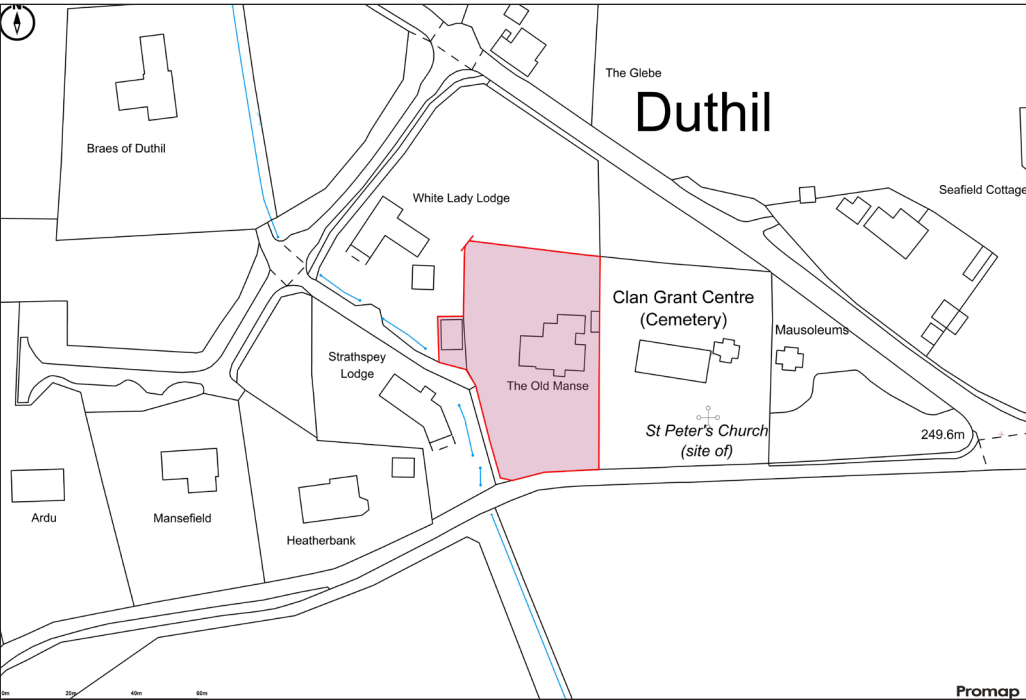 N
The Glebe
Duthil
Braes of Duthil
White Lady Lodge
Seafield Cottage
Clan Grant Centre
(Cemetery)
Mausoleums
Strathspey
Lodge
The Old Manse
St Peter's Church
(site of)
249.6m
Ardu
Mansefield
Heatherbank
0m 20m 40m 60m
Promap